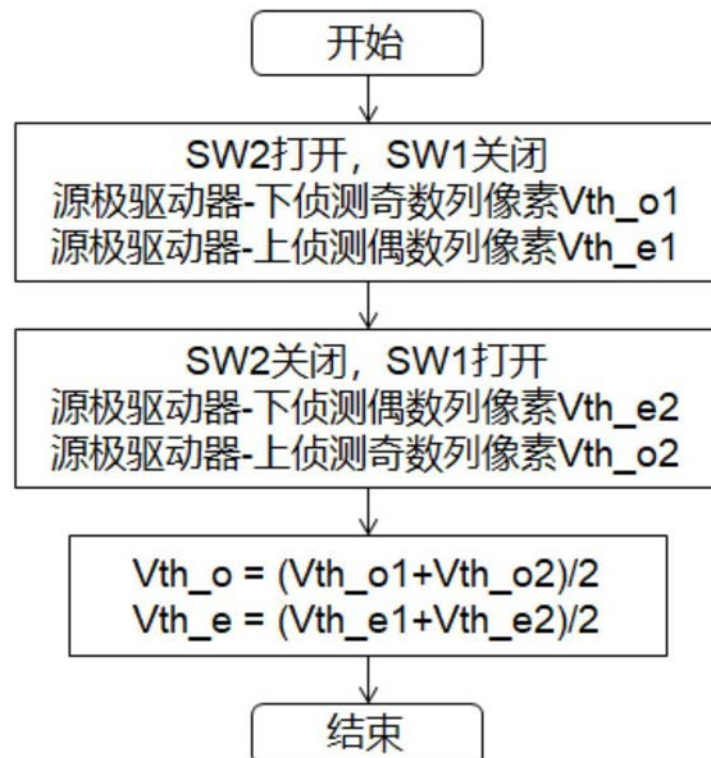 开始
SW2打开，SW1关闭
源极驱动器-下侦测奇数列像素Vth_o1
源极驱动器-上侦测偶数列像素Vth_e1
SW2关闭，SW1打开
源极驱动器-下侦测偶数列像素Vth_e2
源极驱动器-上侦测奇数列像素Vth_o2
Vth_o = (Vth_o1+Vth_o2)/2
Vth_e = (Vth_e1+Vth_e2)/2
结束